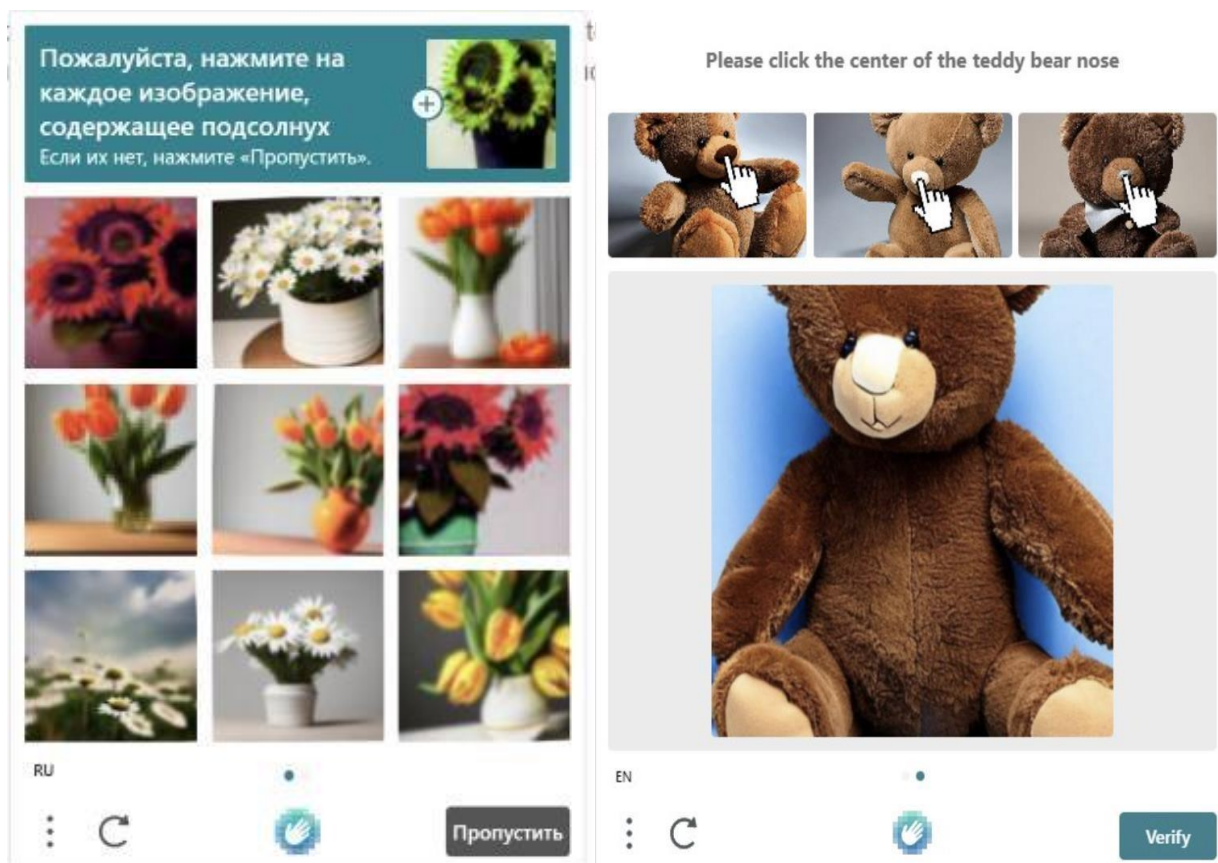 Пожалуйста, нажмите на
каждое изображение,
содержащее подсолнух
Если их нет, нажмите «Пропустить».
RU
Пропустить
Please click the center of the teddy bear nose
EN
Verify